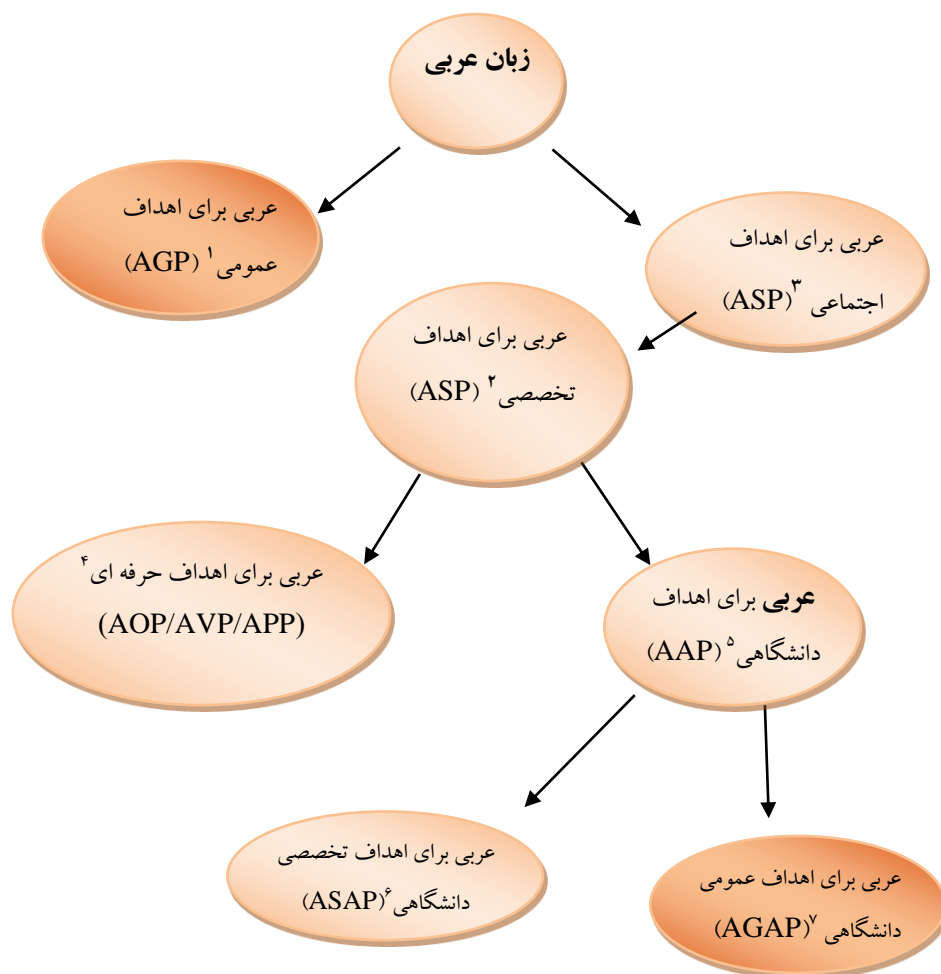 زبان عربی
عربی برای اهداف
عمومی۱ (AGP)
عربی برای اهداف
اجتماعی ۳(ASP)
عربی برای اهداف
تخصصی۲ (ASP)
عربی برای اهداف حرفه ای۴
(AOP/AVP/APP)
عربی برای اهداف
دانشگاهی۵ (AAP)
عربی برای اهداف تخصصی
دانشگاهی۶(ASAP)
عربی برای اهداف عمومی
دانشگاهی۷(AGAP)